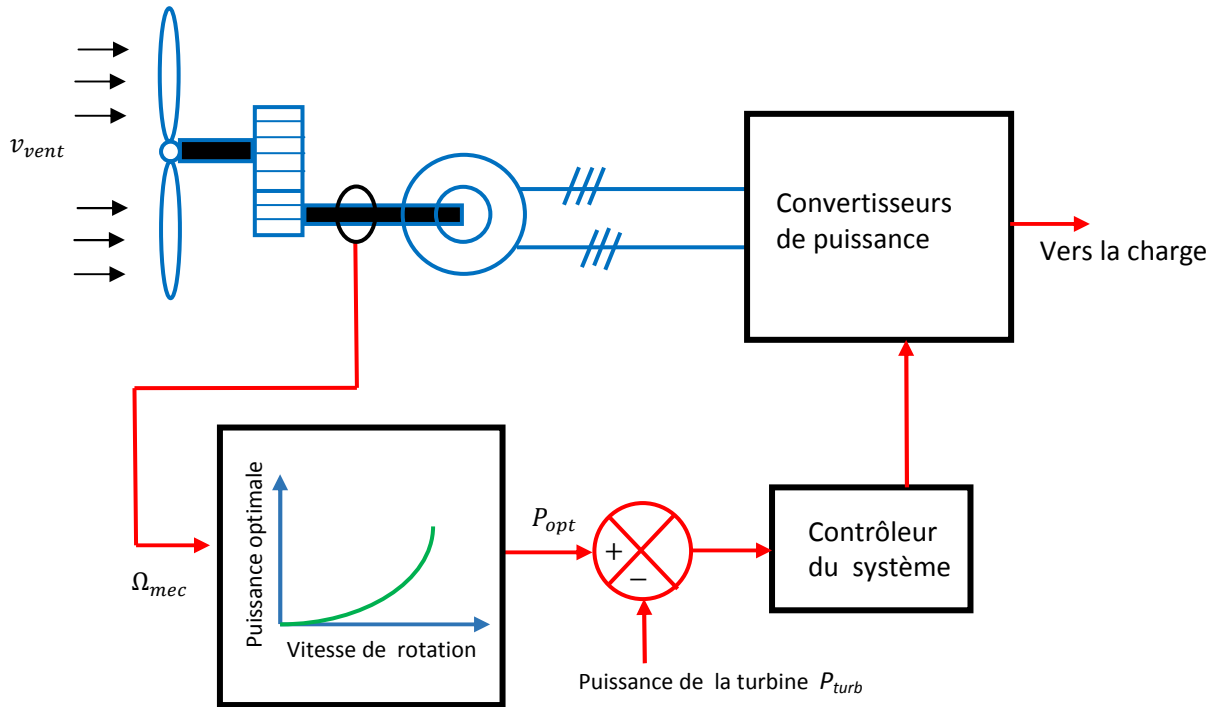 v_vent
Convertisseurs
de puissance
Vers la charge
Puissance optimale
Vitesse de rotation
Ω_mec
P_opt
+
−
Contrôleur
du système
Puissance de la turbine P_turb